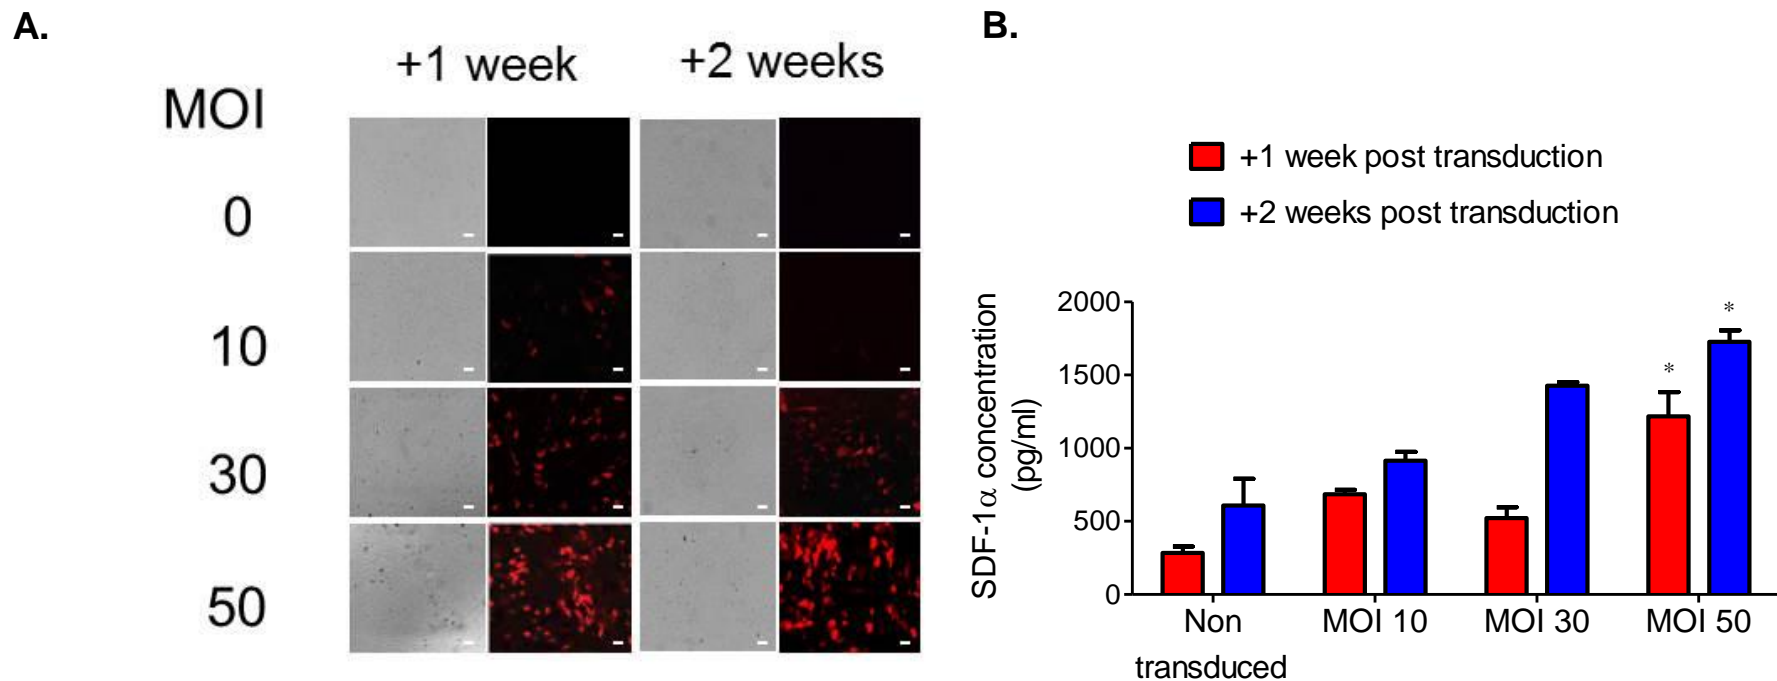 A.
+1 week +2 weeks
MOI
0
10
30
50
B.
+1 week post transduction
+2 weeks post transduction
SDF-1α concentration
(pg/ml)
2000
1500
1000
500
0
*
*
Non
transduced
MOI 10
MOI 30
MOI 50